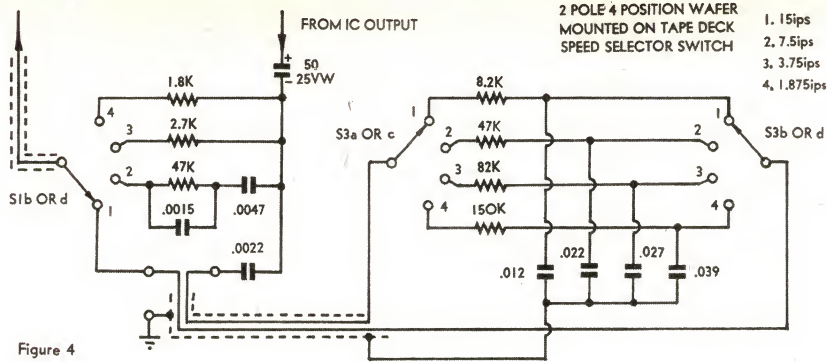 FROM IC OUTPUT
2 POLE 4 POSITION WAFER
MOUNTED ON TAPE DECK
SPEED SELECTOR SWITCH
1. 15ips
2. 7.5ips
3. 3.75ips
4. 1.875ips
+
50
25VW
−
1.8K
4
2.7K
3
47K
2
.0015
.0047
S1b OR d
1
.0022
S3a OR c
1
8.2K
2
47K
3
82K
4
150K
.012
.022
.027
.039
1
2
3
4
S3b OR d
Figure 4